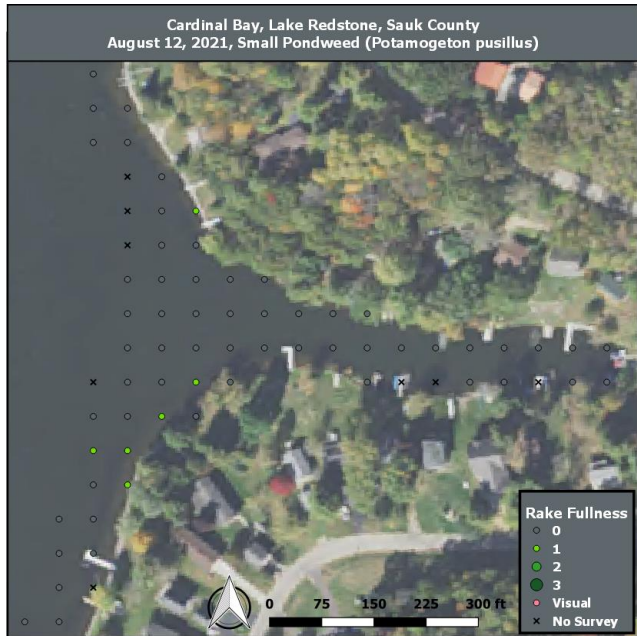 Cardinal Bay, Lake Redstone, Sauk County
August 12, 2021, Small Pondweed (Potamogeton pusillus)
Rake Fullness
0
1
2
3
Visual
No Survey
0 75 150 225 300 ft